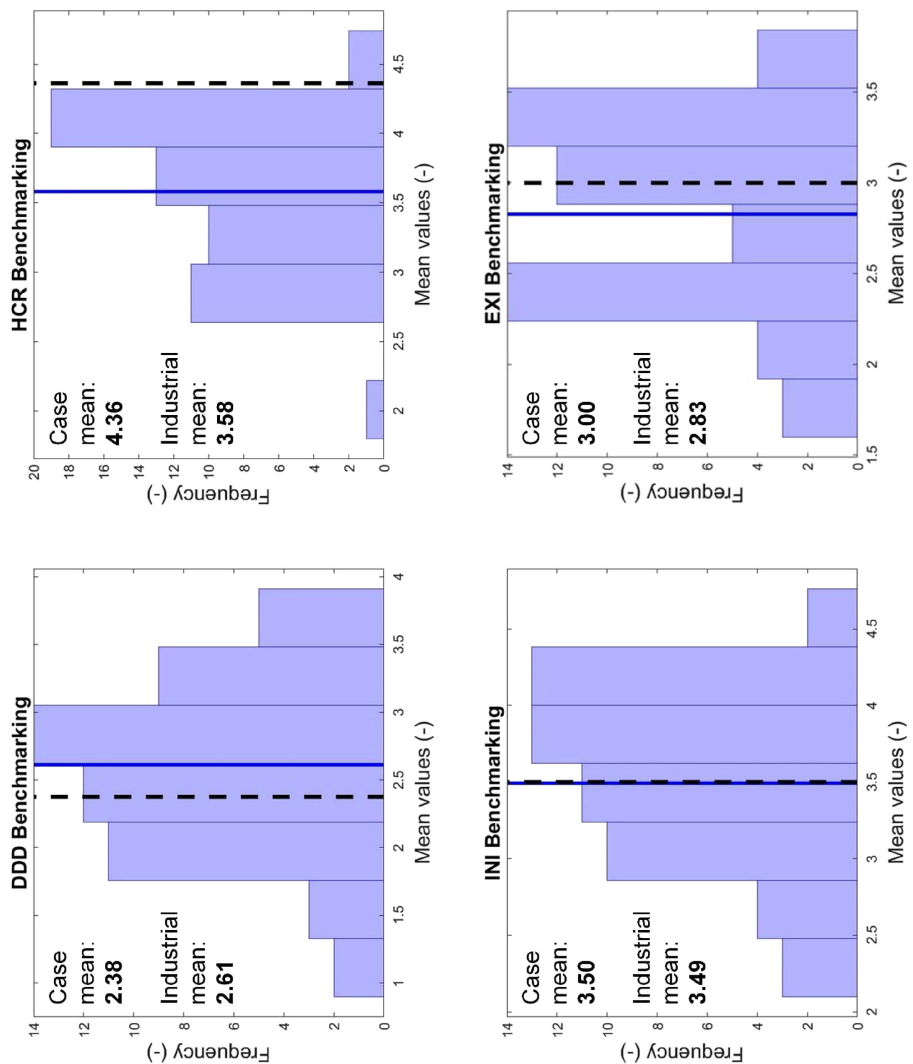 DDD Benchmarking
Case
mean:
2.38
Industrial
mean:
2.61
Frequency (-)
14
12
10
8
6
4
2
0
1
1.5
2
2.5
3
3.5
4
Mean values (-)
HCR Benchmarking
Case
mean:
4.36
Industrial
mean:
3.58
Frequency (-)
20
18
16
14
12
10
8
6
4
2
0
2
2.5
3
3.5
4
4.5
Mean values (-)
INI Benchmarking
Case
mean:
3.50
Industrial
mean:
3.49
Frequency (-)
14
12
10
8
6
4
2
0
2
2.5
3
3.5
4
4.5
Mean values (-)
EXI Benchmarking
Case
mean:
3.00
Industrial
mean:
2.83
Frequency (-)
14
12
10
8
6
4
2
0
1.5
2
2.5
3
3.5
Mean values (-)